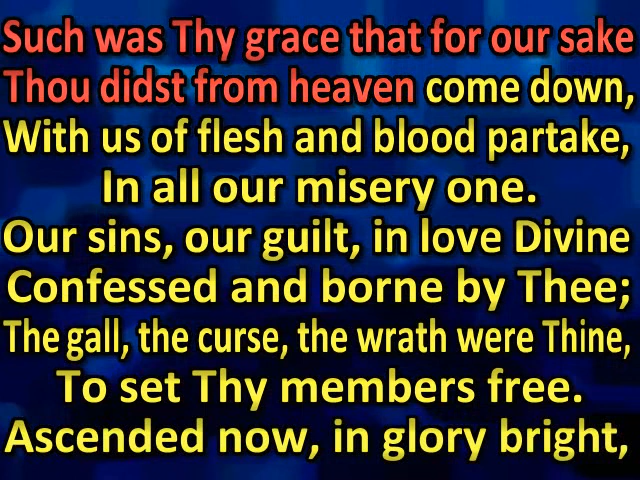 Such was Thy grace that for our sake
Thou didst from heaven come down,
With us of flesh and blood partake,
In all our misery one.
Our sins, our guilt, in love Divine
Confessed and borne by Thee;
The gall, the curse, the wrath were Thine,
To set Thy members free.
Ascended now, in glory bright,